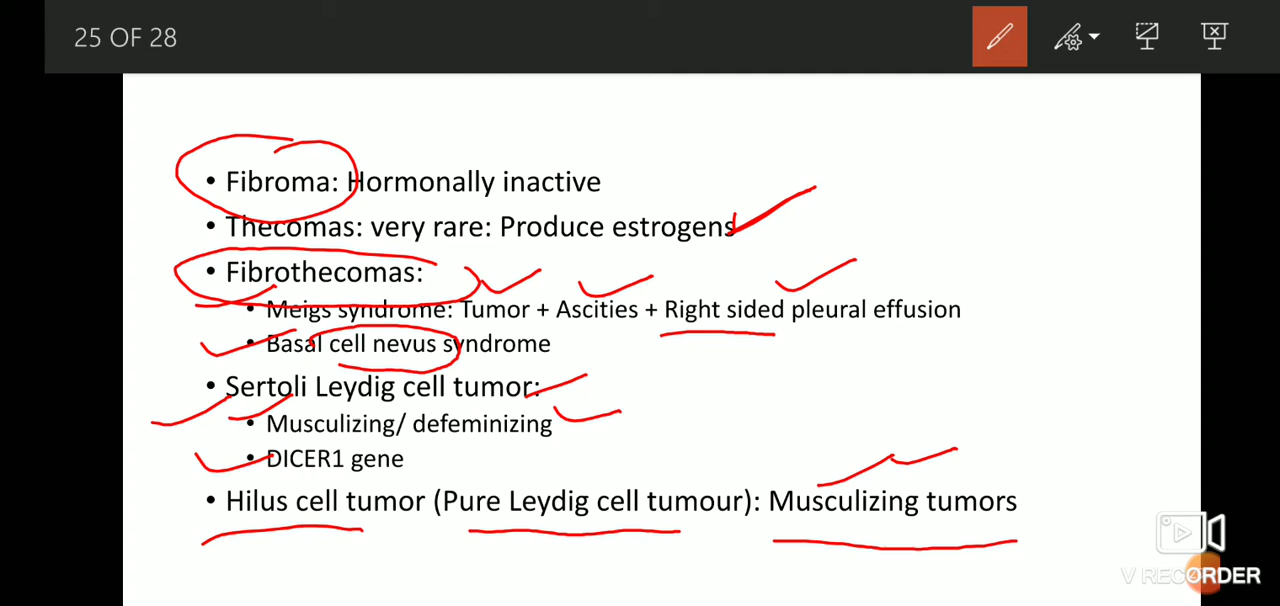 25 OF 28
• Fibroma: Hormonally inactive
• Thecomas: very rare: Produce estrogens
• Fibrothecomas:
• Meigs syndrome: Tumor + Ascities + Right sided pleural effusion
• Basal cell nevus syndrome
• Sertoli Leydig cell tumor:
• Musculizing/ defeminizing
• DICER1 gene
• Hilus cell tumor (Pure Leydig cell tumour): Musculizing tumors
V RECORDER